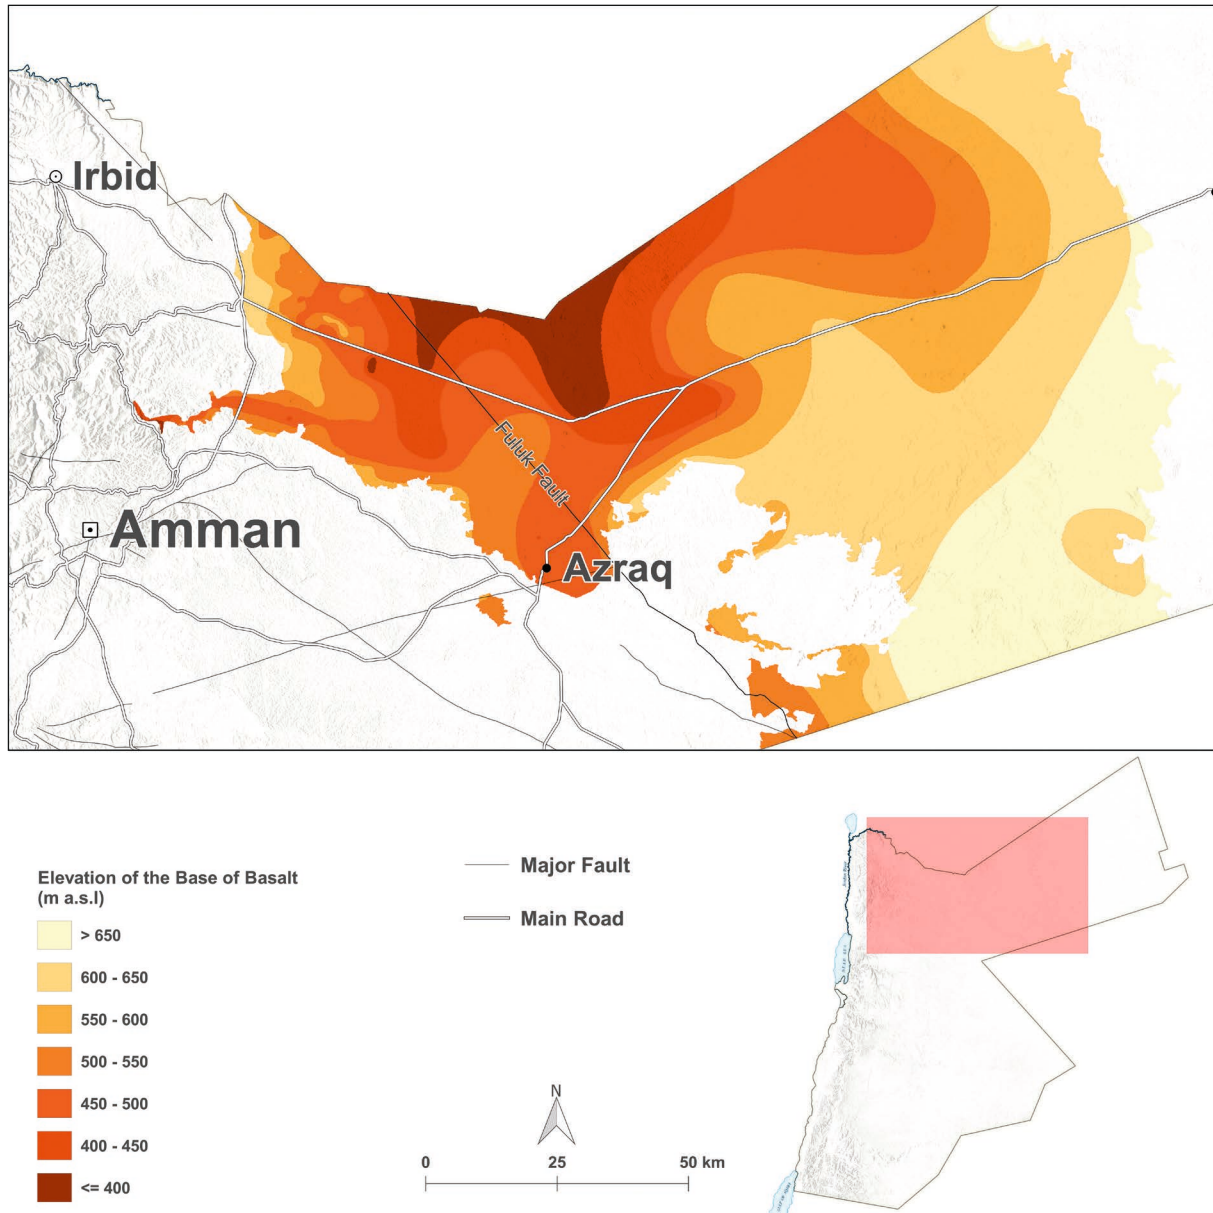 Irbid
Fuluk Fault
Amman
Azraq
Elevation of the Base of Basalt
(m a.s.l)
> 650
600 - 650
550 - 600
500 - 550
450 - 500
400 - 450
<= 400
Major Fault
Main Road
N
0 25 50 km